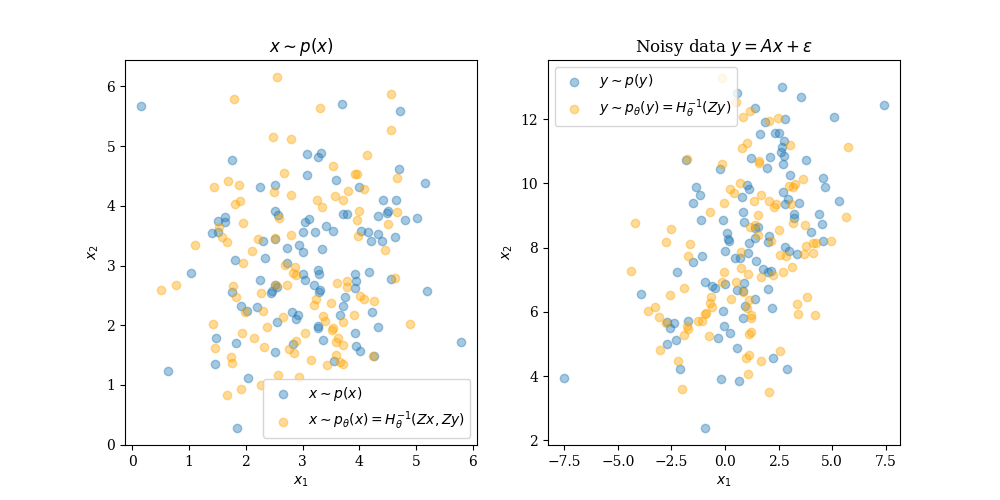 x ∼ p(x)
Noisy data y = Ax + ε
6
5
4
3
2
1
0
x₂
x ∼ p(x)
x ∼ p_θ(x) = H_θ^{-1}(Zx, Zy)
0 1 2 3 4 5 6
x₁
12
10
8
6
4
2
x₂
y ∼ p(y)
y ∼ p_θ(y) = H_θ^{-1}(Zy)
−7.5 −5.0 −2.5 0.0 2.5 5.0 7.5
x₁